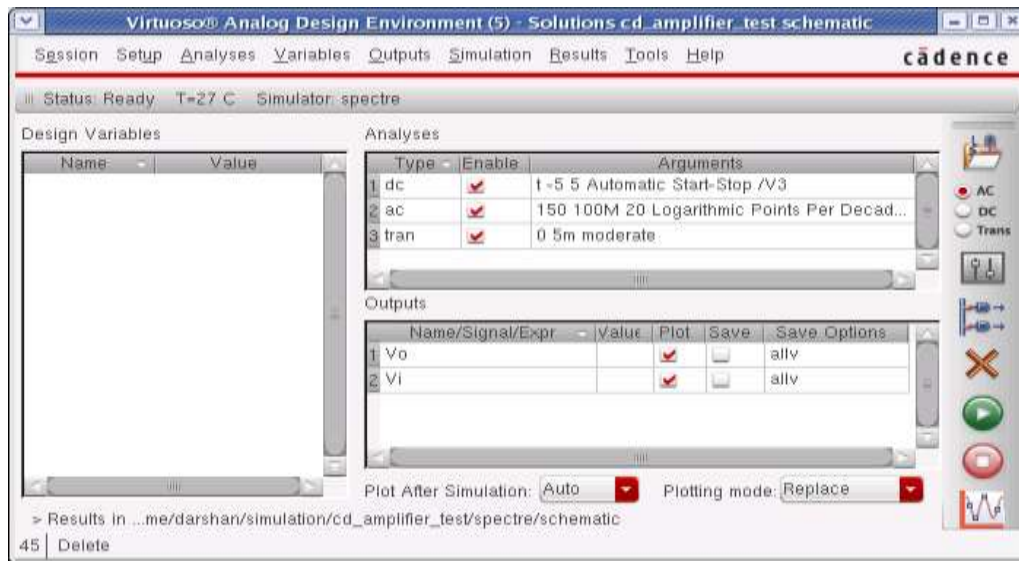 Virtuoso® Analog Design Environment (5) - Solutions cd_amplifier_test schematic
Session Setup Analyses Variables Outputs Simulation Results Tools Help cādence
Status: Ready T=27 C Simulator: spectre
Design Variables
Name Value
Analyses
Type Enable Arguments
1 dc t -5 5 Automatic Start-Stop /V3
2 ac 150 100M 20 Logarithmic Points Per Decad...
3 tran 0 5m moderate
AC
DC
Trans
Outputs
Name/Signal/Expr Value Plot Save Save Options
1 Vo allv
2 Vi allv
Plot After Simulation: Auto Plotting mode: Replace
> Results in ...me/darshan/simulation/cd_amplifier_test/spectre/schematic
45 Delete